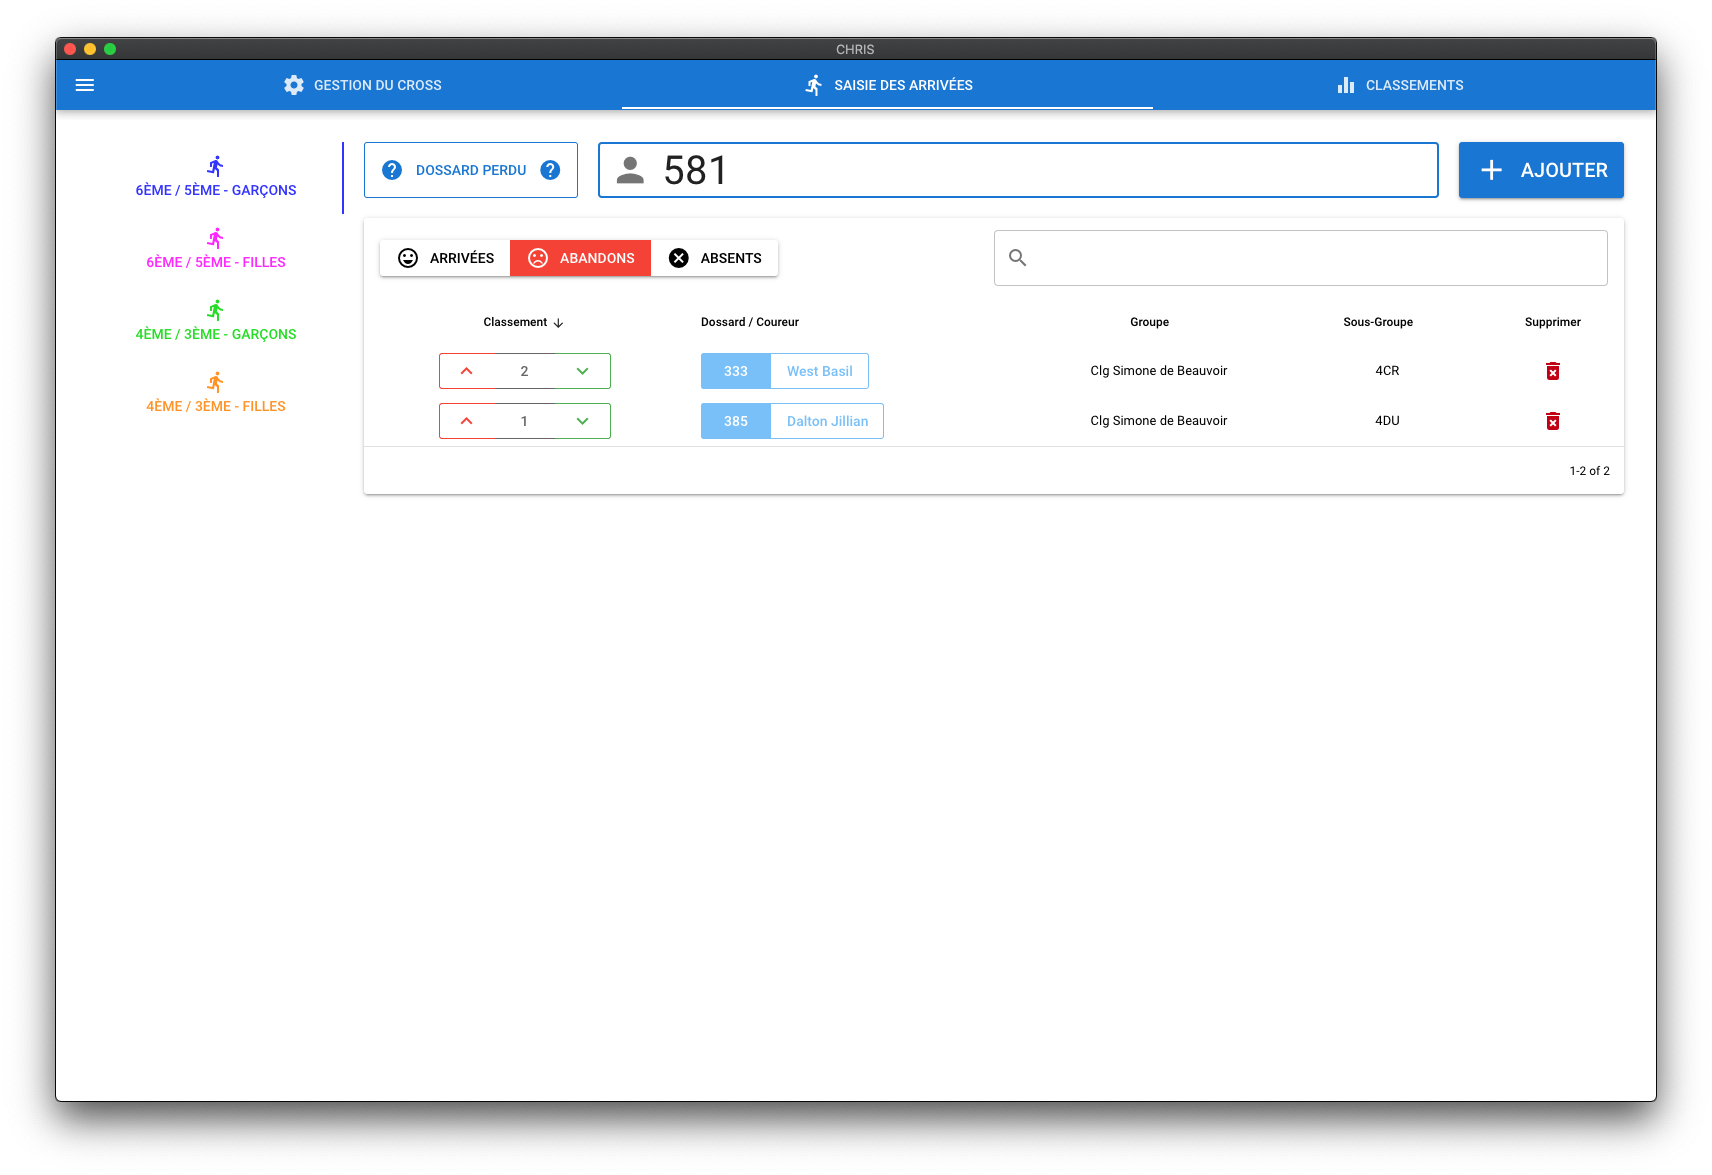 CHRIS
GESTION DU CROSS
SAISIE DES ARRIVÉES
CLASSEMENTS
6ÈME / 5ÈME - GARÇONS
6ÈME / 5ÈME - FILLES
4ÈME / 3ÈME - GARÇONS
4ÈME / 3ÈME - FILLES
DOSSARD PERDU
581
AJOUTER
ARRIVÉES
ABANDONS
ABSENTS
Classement Dossard / Coureur Groupe Sous-Groupe Supprimer
2 333 West Basil Clg Simone de Beauvoir 4CR
1 385 Dalton Jillian Clg Simone de Beauvoir 4DU
1-2 of 2